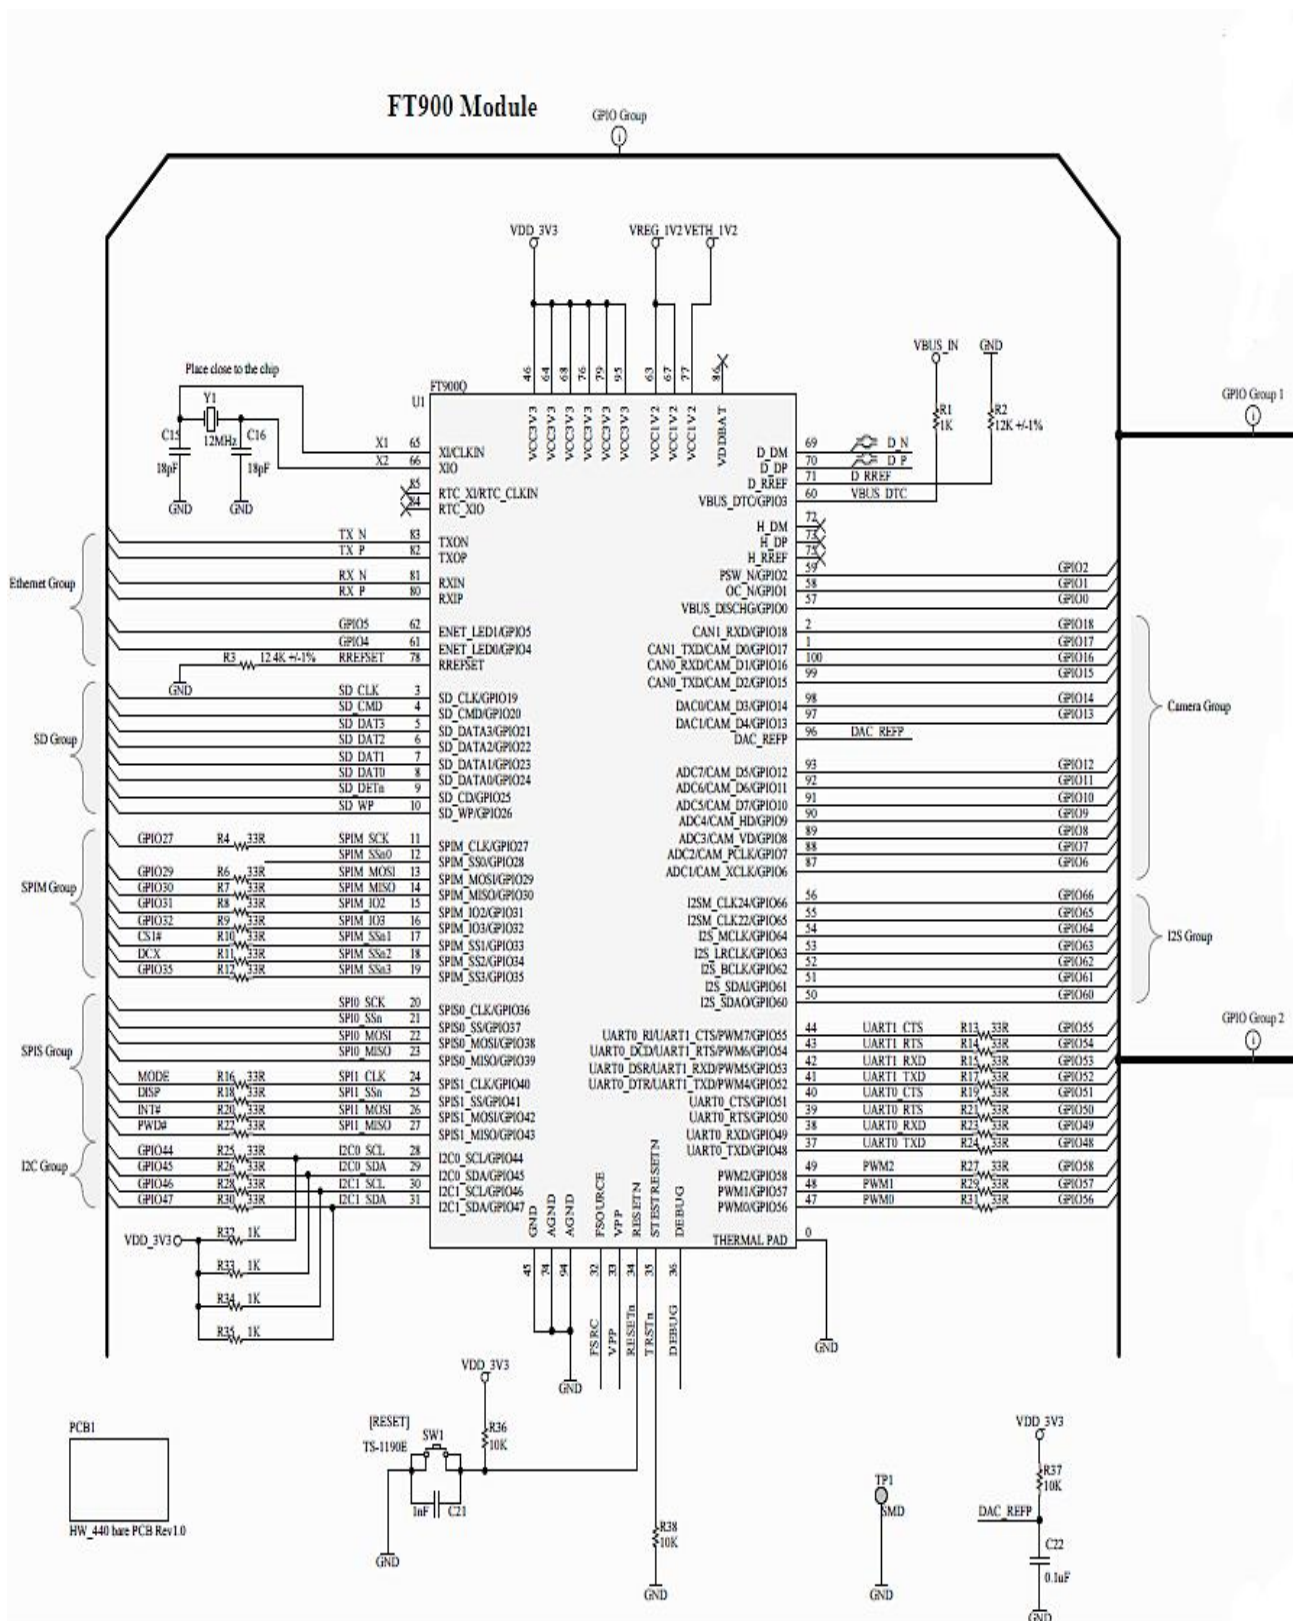 FT900 Module
GPIO Group
i
VDD_3V3
VREG_1V2 VETH_1V2
VBUS_IN GND
Place close to the chip
Y1
12MHz
C15
18pF
C16
18pF
GND GND
R1
1K
R2
12K +/-1%
GPIO Group 1
i
FT900Q
U1
46 VCC3V3
64 VCC3V3
68 VCC3V3
76 VCC3V3
79 VCC3V3
95 VCC3V3
63 VCC1V2
67 VCC1V2
77 VCC1V2
86 VDDBAT
X1 65 XI/CLKIN
X2 66 XIO
85 RTC_XI/RTC_CLKIN
84 RTC_XIO
Ethernet Group
TX_N 83 TXON
TX_P 82 TXOP
RX_N 81 RXIN
RX_P 80 RXIP
GPIO5 62 ENET_LED1/GPIO5
GPIO4 61 ENET_LED0/GPIO4
R3 12.4K +/-1% RREFSET 78 RREFSET
GND
SD Group
SD_CLK 3 SD_CLK/GPIO19
SD_CMD 4 SD_CMD/GPIO20
SD_DAT3 5 SD_DATA3/GPIO21
SD_DAT2 6 SD_DATA2/GPIO22
SD_DAT1 7 SD_DATA1/GPIO23
SD_DAT0 8 SD_DATA0/GPIO24
SD_DETn 9 SD_CD/GPIO25
SD_WP 10 SD_WP/GPIO26
SPIM Group
GPIO27 R4 33R SPIM_SCK 11 SPIM_CLK/GPIO27
SPIM_SSn0 12 SPIM_SS0/GPIO28
GPIO29 R6 33R SPIM_MOSI 13 SPIM_MOSI/GPIO29
GPIO30 R7 33R SPIM_MISO 14 SPIM_MISO/GPIO30
GPIO31 R8 33R SPIM_IO2 15 SPIM_IO2/GPIO31
GPIO32 R9 33R SPIM_IO3 16 SPIM_IO3/GPIO32
CS1# R10 33R SPIM_SSn1 17 SPIM_SS1/GPIO33
DCX R11 33R SPIM_SSn2 18 SPIM_SS2/GPIO34
GPIO35 R12 33R SPIM_SSn3 19 SPIM_SS3/GPIO35
SPIS Group
SPI0_SCK 20 SPIS0_CLK/GPIO36
SPI0_SSn 21 SPIS0_SS/GPIO37
SPI0_MOSI 22 SPIS0_MOSI/GPIO38
SPI0_MISO 23 SPIS0_MISO/GPIO39
MODE R16 33R SPI1_CLK 24 SPIS1_CLK/GPIO40
DISP R18 33R SPI1_SSn 25 SPIS1_SS/GPIO41
INT# R20 33R SPI1_MOSI 26 SPIS1_MOSI/GPIO42
PWD# R22 33R SPI1_MISO 27 SPIS1_MISO/GPIO43
I2C Group
GPIO44 R25 33R I2C0_SCL 28 I2C0_SCL/GPIO44
GPIO45 R26 33R I2C0_SDA 29 I2C0_SDA/GPIO45
GPIO46 R28 33R I2C1_SCL 30 I2C1_SCL/GPIO46
GPIO47 R30 33R I2C1_SDA 31 I2C1_SDA/GPIO47
VDD_3V3
R32 1K
R33 1K
R34 1K
R35 1K
D_DM 69 D_N
D_DP 70 D_P
D_RREF 71 D_RREF
VBUS_DTC/GPIO3 60 VBUS_DTC
H_DM 72
H_DP 73
H_RREF 75
PSW_N/GPIO2 59 GPIO2
OC_N/GPIO1 58 GPIO1
VBUS_DISCHG/GPIO0 57 GPIO0
Camera Group
CAN1_RXD/GPIO18 2 GPIO18
CAN1_TXD/CAM_D0/GPIO17 1 GPIO17
CAN0_RXD/CAM_D1/GPIO16 100 GPIO16
CAN0_TXD/CAM_D2/GPIO15 99 GPIO15
DAC0/CAM_D3/GPIO14 98 GPIO14
DAC1/CAM_D4/GPIO13 97 GPIO13
DAC_REFP 96 DAC_REFP
ADC7/CAM_D5/GPIO12 93 GPIO12
ADC6/CAM_D6/GPIO11 92 GPIO11
ADC5/CAM_D7/GPIO10 91 GPIO10
ADC4/CAM_HD/GPIO9 90 GPIO9
ADC3/CAM_VD/GPIO8 89 GPIO8
ADC2/CAM_PCLK/GPIO7 88 GPIO7
ADC1/CAM_XCLK/GPIO6 87 GPIO6
I2S Group
I2SM_CLK24/GPIO66 56 GPIO66
I2SM_CLK22/GPIO65 55 GPIO65
I2S_MCLK/GPIO64 54 GPIO64
I2S_LRCLK/GPIO63 53 GPIO63
I2S_BCLK/GPIO62 52 GPIO62
I2S_SDAI/GPIO61 51 GPIO61
I2S_SDAO/GPIO60 50 GPIO60
GPIO Group 2
i
UART0_RI/UART1_CTS/PWM7/GPIO55 44 UART1_CTS R13 33R GPIO55
UART0_DCD/UART1_RTS/PWM6/GPIO54 43 UART1_RTS R14 33R GPIO54
UART0_DSR/UART1_RXD/PWM5/GPIO53 42 UART1_RXD R15 33R GPIO53
UART0_DTR/UART1_TXD/PWM4/GPIO52 41 UART1_TXD R17 33R GPIO52
UART0_CTS/GPIO51 40 UART0_CTS R19 33R GPIO51
UART0_RTS/GPIO50 39 UART0_RTS R21 33R GPIO50
UART0_RXD/GPIO49 38 UART0_RXD R23 33R GPIO49
UART0_TXD/GPIO48 37 UART0_TXD R24 33R GPIO48
PWM2/GPIO58 49 PWM2 R27 33R GPIO58
PWM1/GPIO57 48 PWM1 R29 33R GPIO57
PWM0/GPIO56 47 PWM0 R31 33R GPIO56
THERMAL PAD 0
GND
GND 45
AGND 74
AGND 94
GND
FSOURCE 32 FSRC
VPP 33 VPP
RESETN 34 RESETn
STESTRESETN 35 TRSTn
DEBUG 36 DEBUG
VDD_3V3
R36
10K
[RESET]
TS-1190E
SW1
1nF C21
GND
R38
10K
GND
PCB1
HW_440 bare PCB Rev1.0
TP1
SMD
GND
VDD_3V3
R37
10K
DAC_REFP
C22
0.1uF
GND